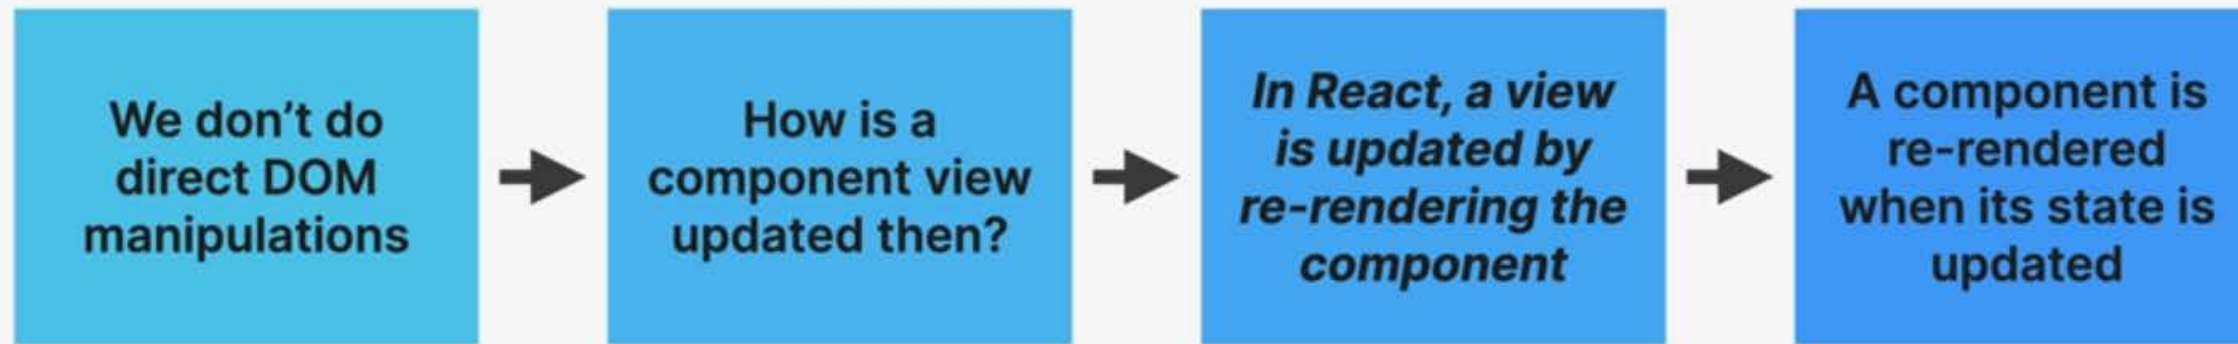 We don’t do
direct DOM
manipulations
How is a
component view
updated then?
In React, a view
is updated by
re-rendering the
component
A component is
re-rendered
when its state is
updated